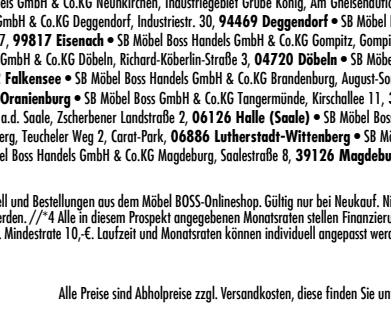 els GmbH & Co.KG Neunkirchen, Industriegebiet Grube König, Am Gneisenauflöz
GmbH & Co.KG Deggendorf, Industriestr. 30, 94469 Deggendorf • SB Möbel
7, 99817 Eisenach • SB Möbel Boss Handels GmbH & Co.KG Gompitz, Gompi
GmbH & Co.KG Döbeln, Richard-Köberlin-Straße 3, 04720 Döbeln • SB Möbe
Falkensee • SB Möbel Boss Handels GmbH & Co.KG Brandenburg, August-So
Oranienburg • SB Möbel Boss GmbH & Co.KG Tangermünde, Kirschallee 11, 3
a.d. Saale, Zscherbener Landstraße 2, 06126 Halle (Saale) • SB Möbel Boss
erg, Teucheler Weg 2, Carat-Park, 06886 Lutherstadt-Wittenberg • SB Mö
el Boss Handels GmbH & Co.KG Magdeburg, Saalestraße 8, 39126 Magdebu
ell und Bestellungen aus dem Möbel BOSS-Onlineshop. Gültig nur bei Neukauf. Ni
erden. //*4 Alle in diesem Prospekt angegebenen Monatsraten stellen Finanzieru
. Mindestrate 10,-€. Laufzeit und Monatsraten können individuell angepasst werd
Alle Preise sind Abholpreise zzgl. Versandkosten, diese finden Sie un